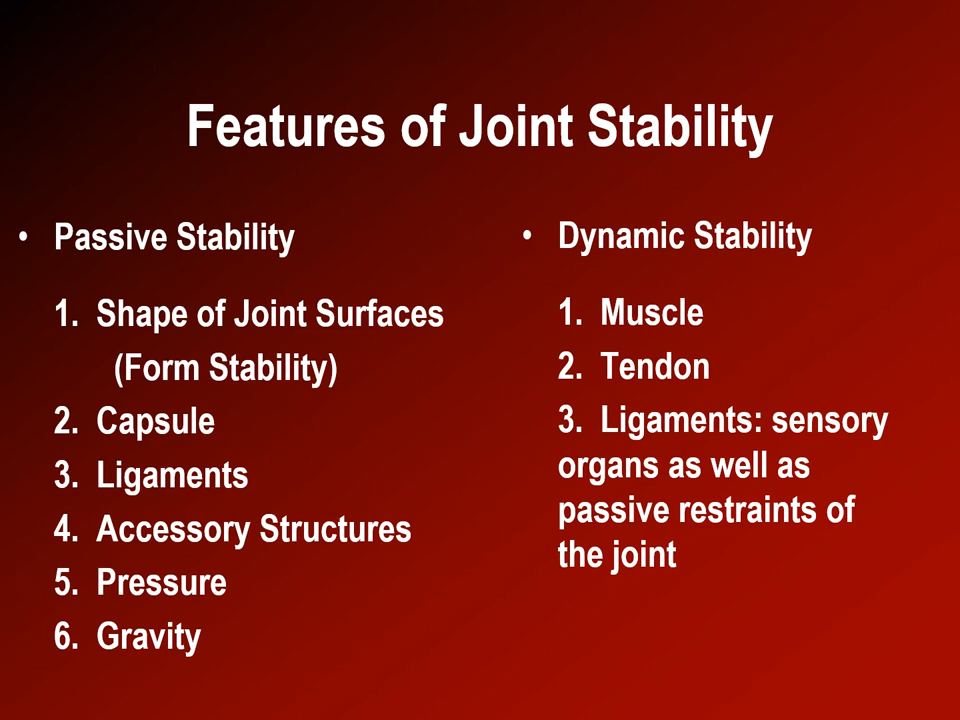 Features of Joint Stability
• Passive Stability
1. Shape of Joint Surfaces
(Form Stability)
2. Capsule
3. Ligaments
4. Accessory Structures
5. Pressure
6. Gravity
• Dynamic Stability
1. Muscle
2. Tendon
3. Ligaments: sensory
organs as well as
passive restraints of
the joint